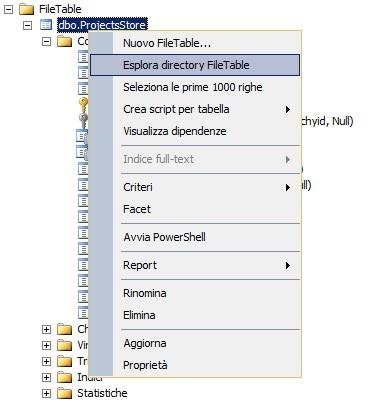 FileTable
dbo.ProjectsStore
Co
Nuovo FileTable...
Esplora directory FileTable
Seleziona le prime 1000 righe
Crea script per tabella
Visualizza dipendenze
chyid, Null)
Indice full-text
)
Criteri
ull)
Facet
Avvia PowerShell
Report
Rinomina
Elimina
Ch
Aggiorna
Vin
Proprietà
Tri
Indici
Statistiche